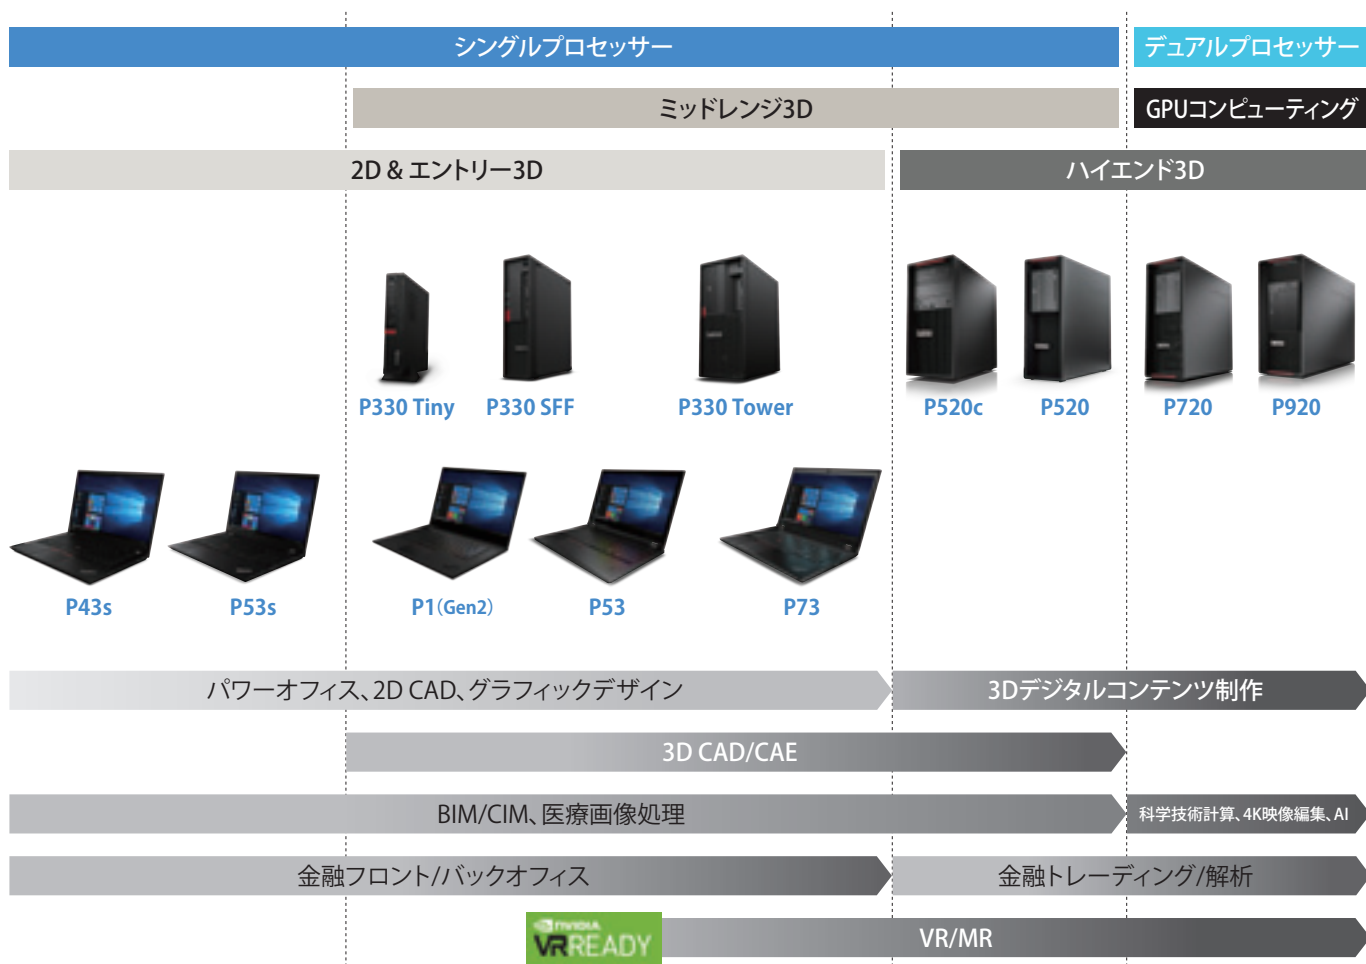 シングルプロセッサー
デュアルプロセッサー
ミッドレンジ3D
GPUコンピューティング
2D & エントリー3D
ハイエンド3D
P330 Tiny
P330 SFF
P330 Tower
P520c
P520
P720
P920
P43s
P53s
P1(Gen2)
P53
P73
パワーオフィス、2D CAD、グラフィックデザイン
3Dデジタルコンテンツ制作
3D CAD/CAE
BIM/CIM、医療画像処理
科学技術計算、4K映像編集、AI
金融フロント/バックオフィス
金融トレーディング/解析
NVIDIA
VR READY
VR/MR